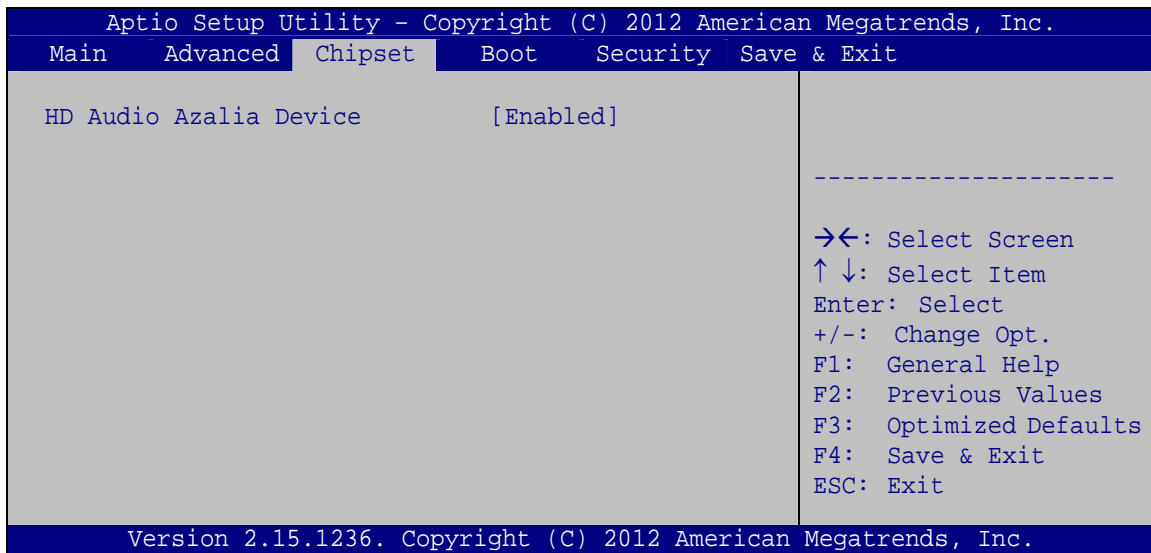 Aptio Setup Utility – Copyright (C) 2012 American Megatrends, Inc.
Main Advanced Chipset Boot Security Save & Exit
HD Audio Azalia Device [Enabled]
---------------------
→←: Select Screen
↑ ↓: Select Item
Enter: Select
+/-: Change Opt.
F1: General Help
F2: Previous Values
F3: Optimized Defaults
F4: Save & Exit
ESC: Exit
Version 2.15.1236. Copyright (C) 2012 American Megatrends, Inc.